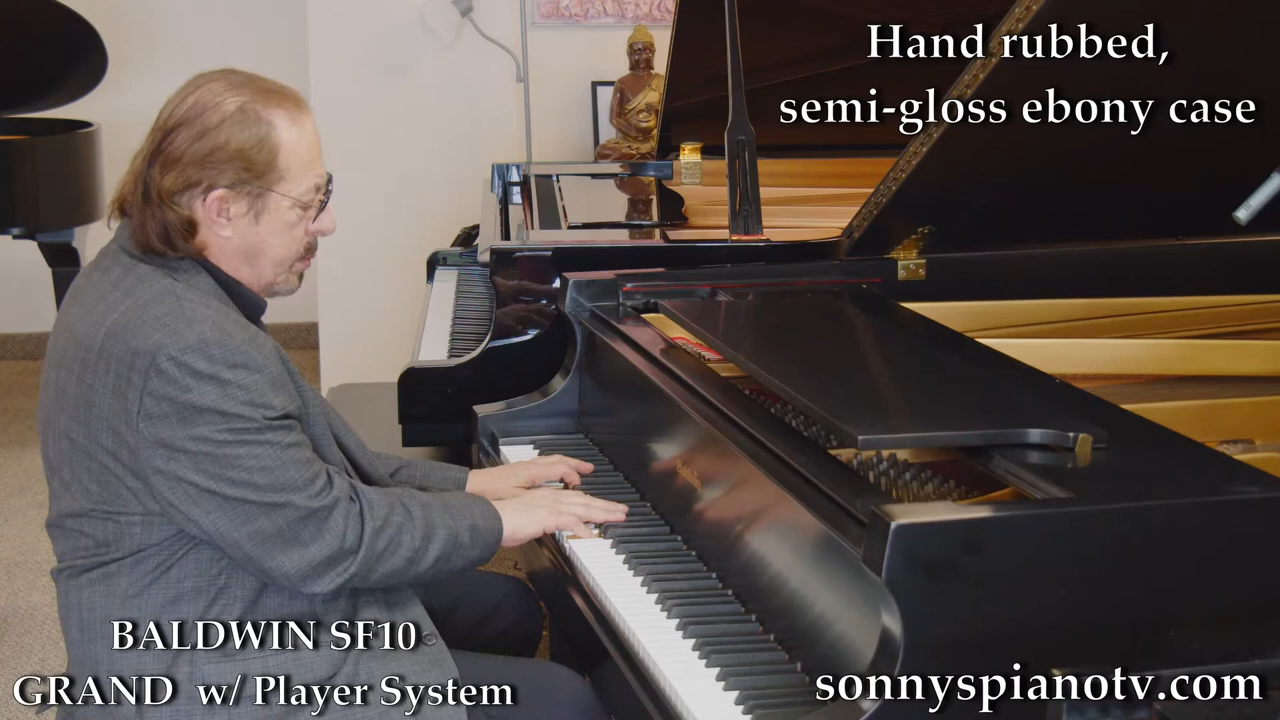 Hand rubbed,
semi-gloss ebony case
BALDWIN SF10
GRAND w/ Player System
sonnyspianotv.com